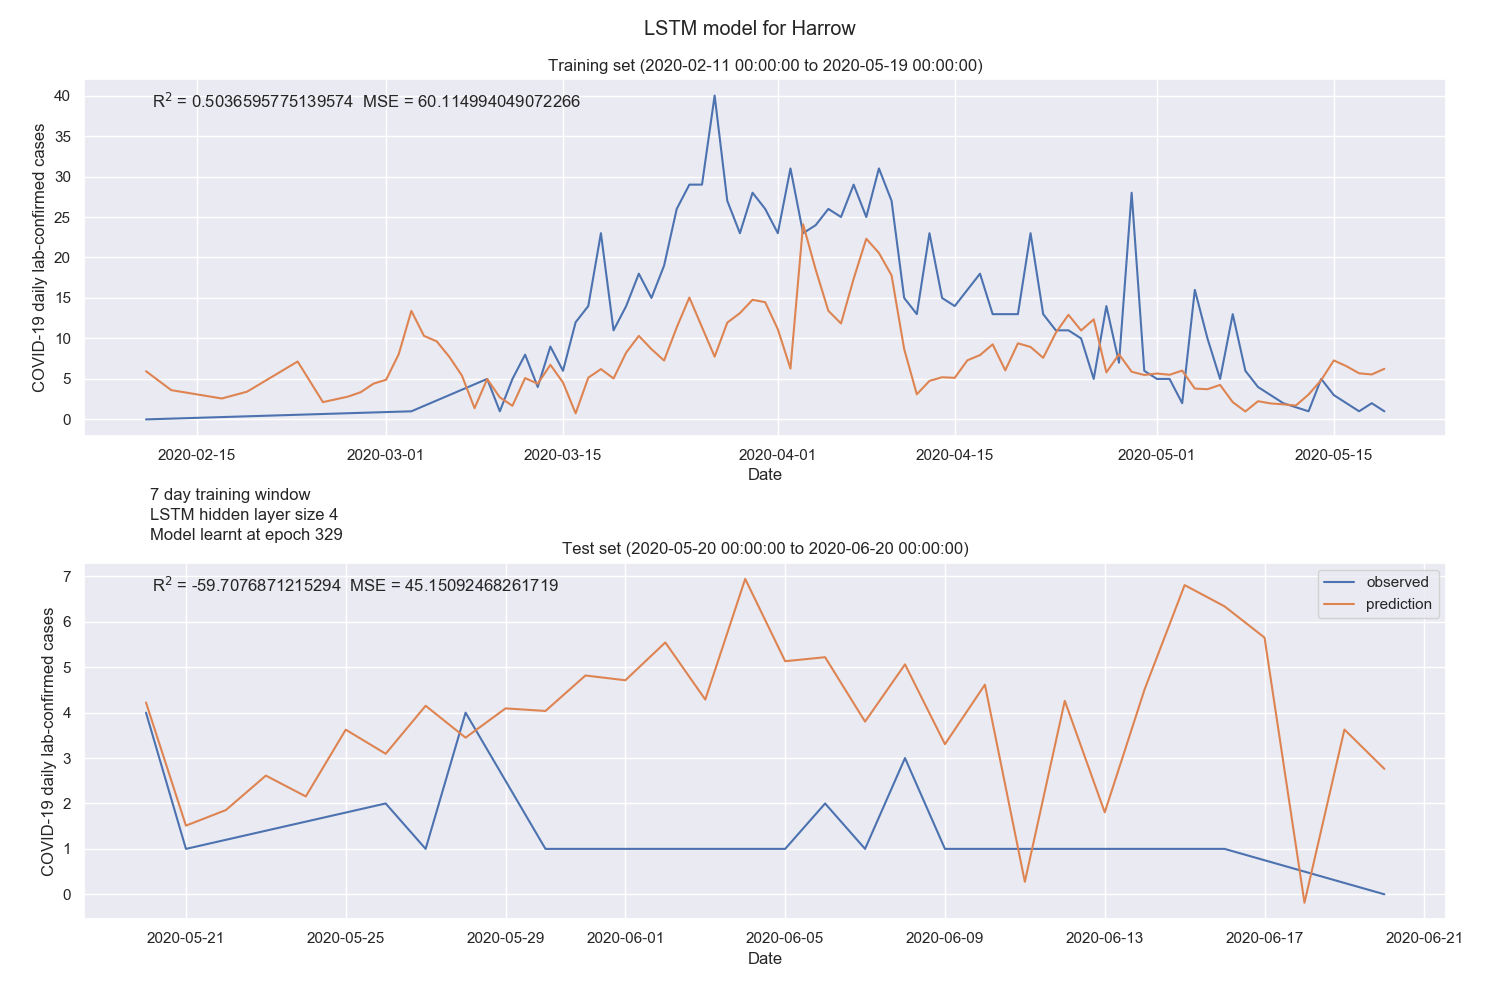 LSTM model for Harrow
Training set (2020-02-11 00:00:00 to 2020-05-19 00:00:00)
R² = 0.5036595775139574 MSE = 60.114994049072266
COVID-19 daily lab-confirmed cases
40
35
30
25
20
15
10
5
0
2020-02-15 2020-03-01 2020-03-15 2020-04-01 2020-04-15 2020-05-01 2020-05-15
Date
7 day training window
LSTM hidden layer size 4
Model learnt at epoch 329
Test set (2020-05-20 00:00:00 to 2020-06-20 00:00:00)
R² = -59.7076871215294 MSE = 45.15092468261719
observed
prediction
COVID-19 daily lab-confirmed cases
7
6
5
4
3
2
1
0
2020-05-21 2020-05-25 2020-05-29 2020-06-01 2020-06-05 2020-06-09 2020-06-13 2020-06-17 2020-06-21
Date